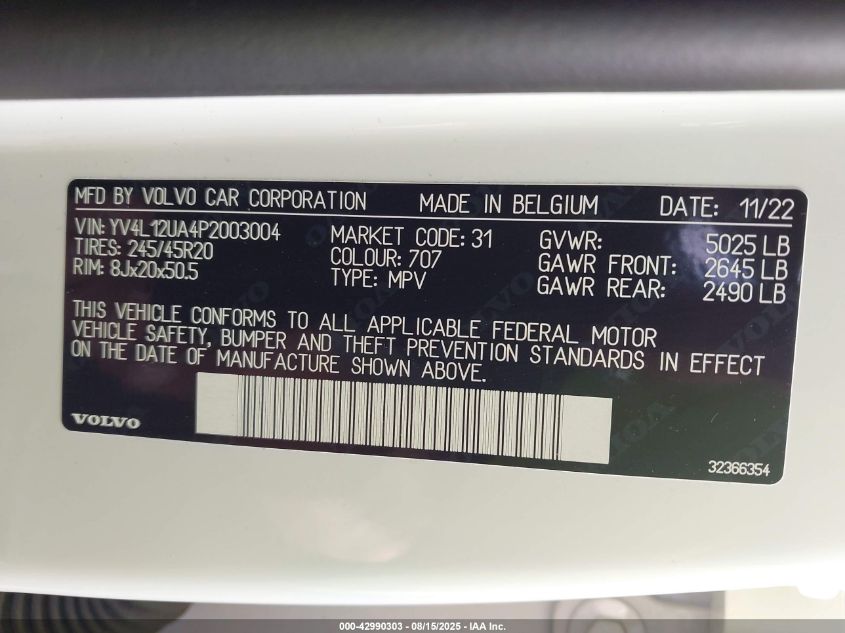 MFD BY VOLVO CAR CORPORATION MADE IN BELGIUM DATE: 11/22
VIN: YV4L12UA4P2003004 MARKET CODE: 31 GVWR: 5025 LB
TIRES: 245/45R20 COLOUR: 707 GAWR FRONT: 2645 LB
RIM: 8Jx20x50.5 TYPE: MPV GAWR REAR: 2490 LB
THIS VEHICLE CONFORMS TO ALL APPLICABLE FEDERAL MOTOR
VEHICLE SAFETY, BUMPER AND THEFT PREVENTION STANDARDS IN EFFECT
ON THE DATE OF MANUFACTURE SHOWN ABOVE.
VOLVO
32366354
000-42990303 - 08/15/2025 - IAA Inc.